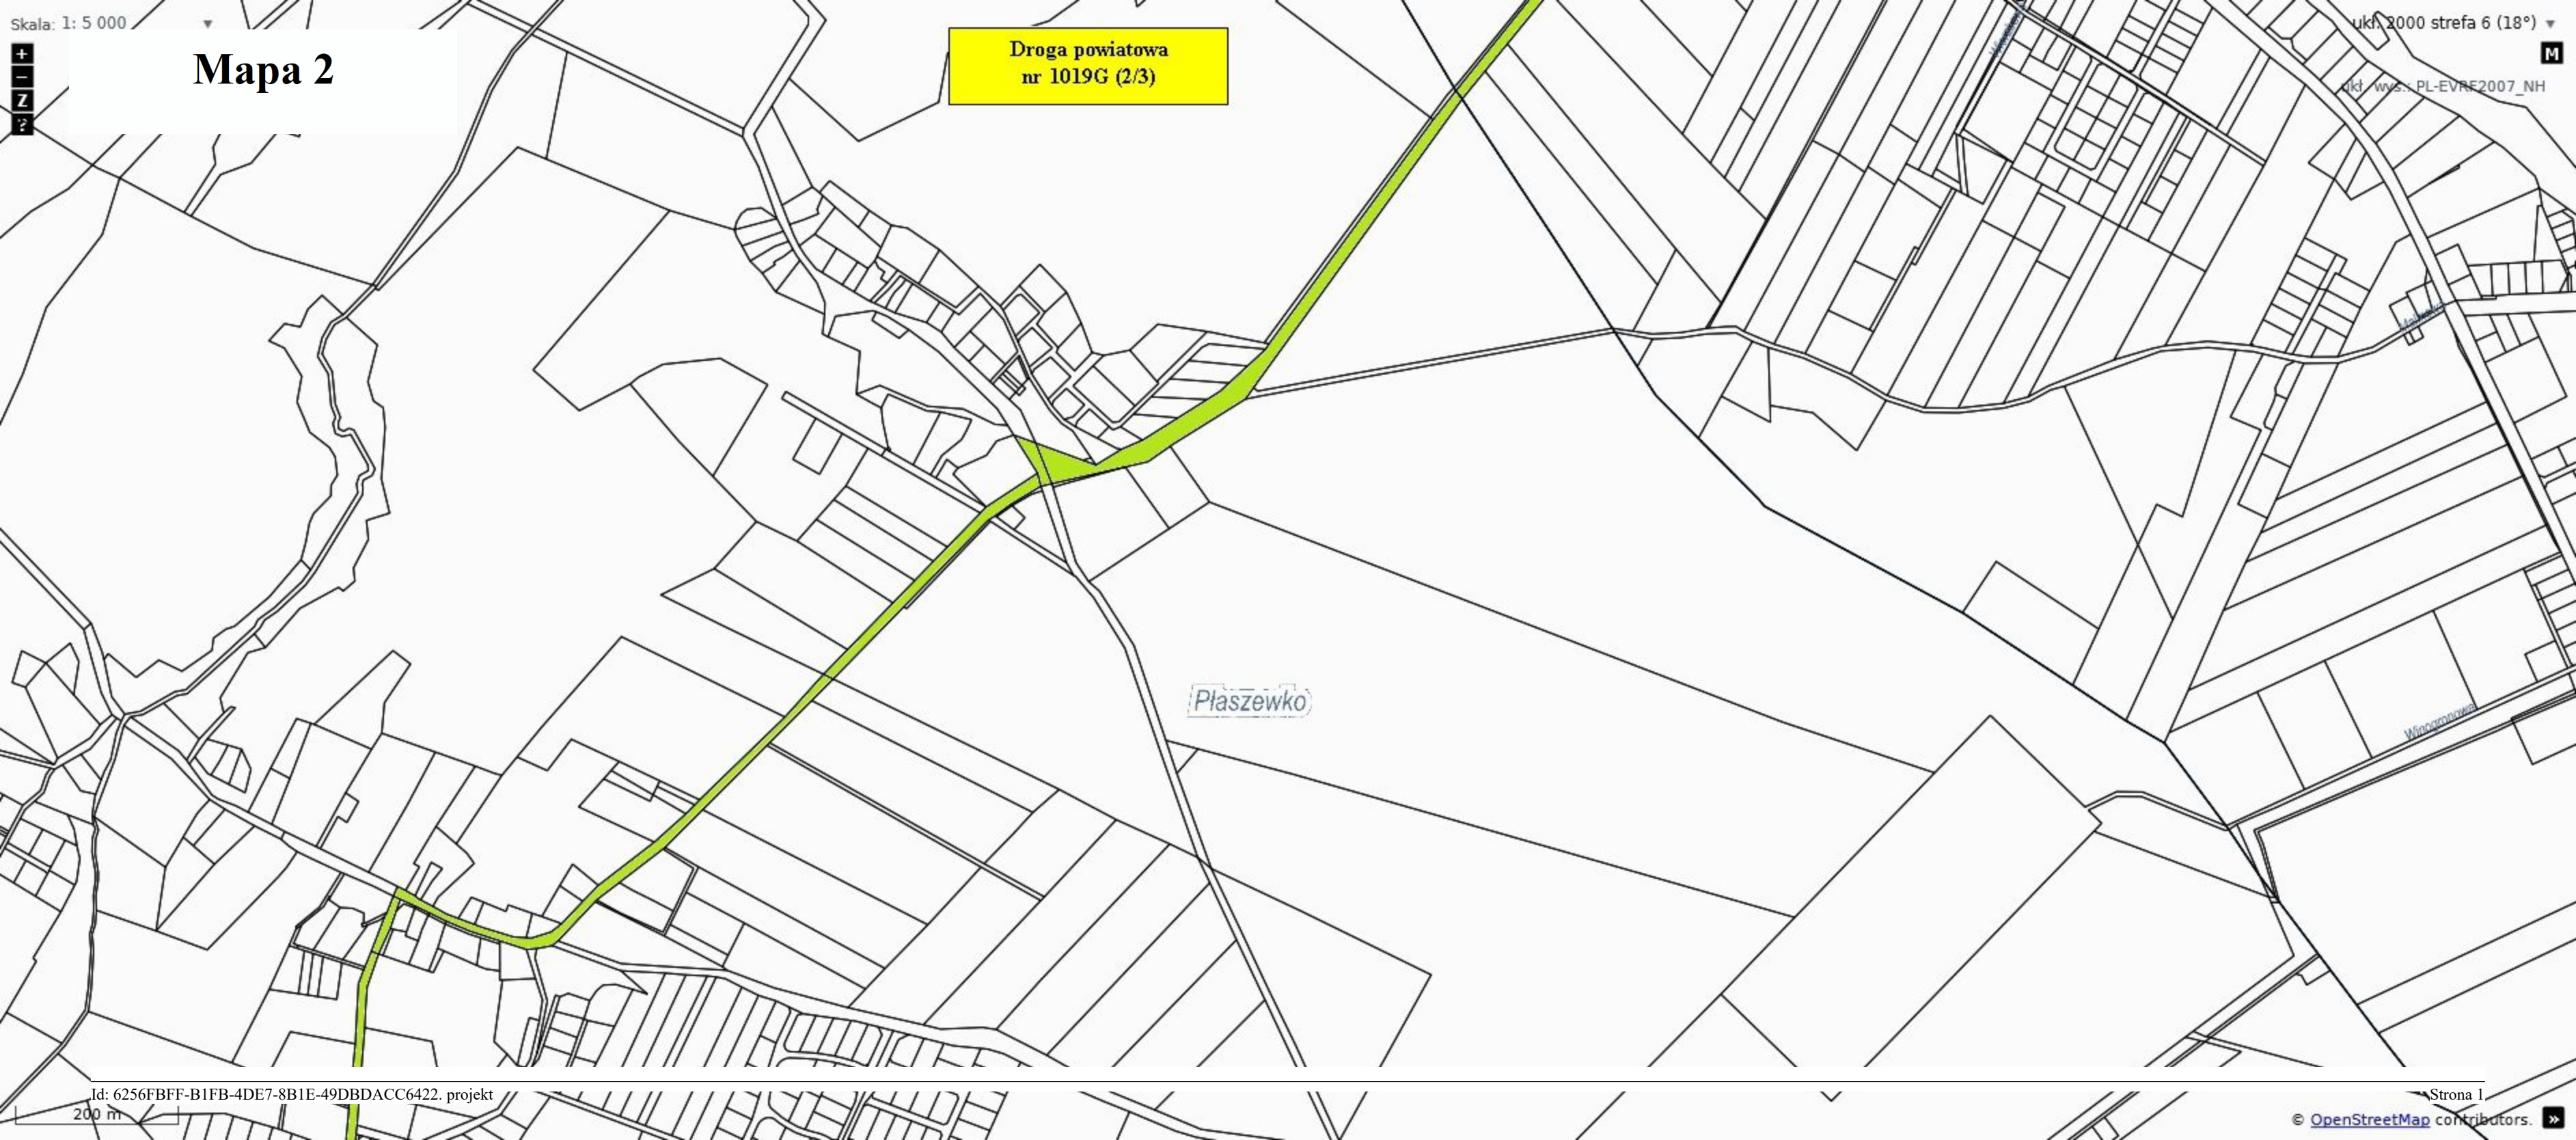 Skala: 1: 5 000
+
−
Z
?
Mapa 2
Droga powiatowa
nr 1019G (2/3)
ukł. 2000 strefa 6 (18°)
M
ukł. wys.: PL-EVRF2007_NH
Płaszewko
Winogronowa
Id: 6256FBFF-B1FB-4DE7-8B1E-49DBDACC6422. projekt
Strona 1
200 m
© OpenStreetMap contributors. »